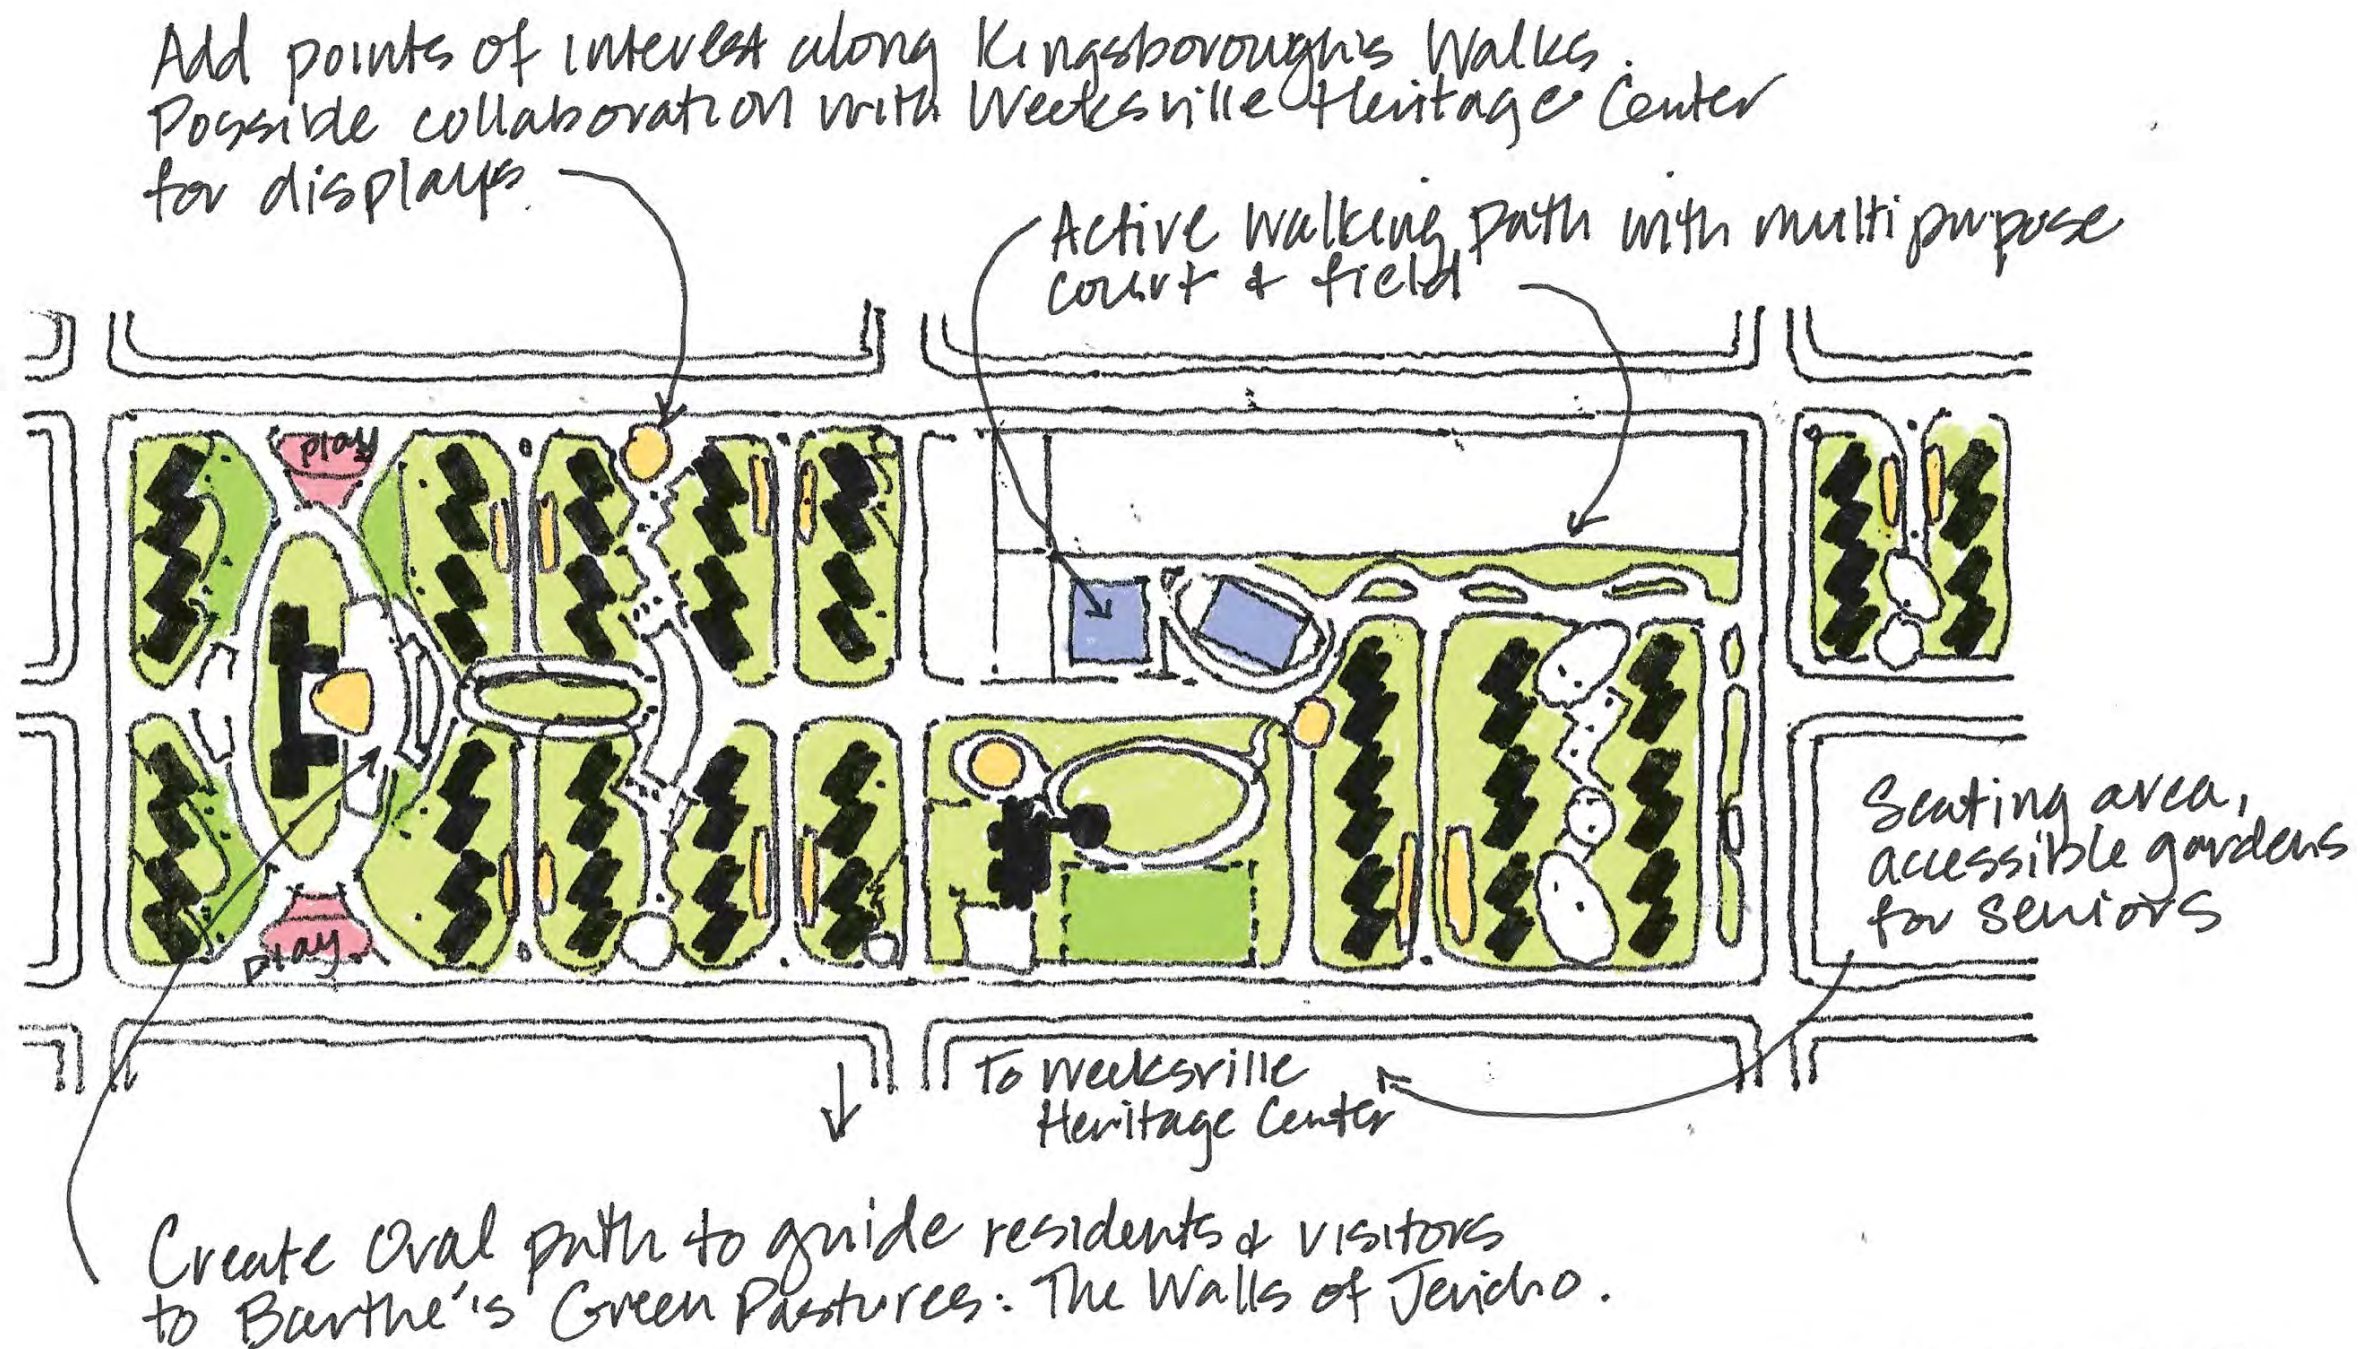 Add points of interest along Kingsborough's Walks.
Possible collaboration with Weeksville Heritage Center
for displays.
Active walking path with multipurpose
court & field
play
play
Seating area,
accessible gardens
for seniors
To Weeksville
Heritage Center
Create Oval path to guide residents & visitors
to Barthé's Green Pastures: The Walls of Jericho.